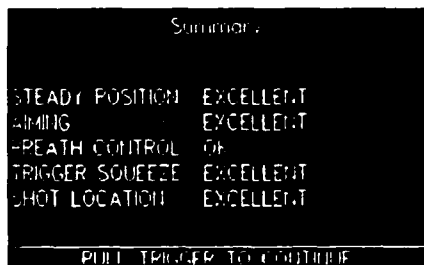 Summary
STEADY POSITION EXCELLENT
AIMING EXCELLENT
BREATH CONTROL OK
TRIGGER SQUEEZE EXCELLENT
SHOT LOCATION EXCELLENT
PULL TRIGGER TO CONTINUE